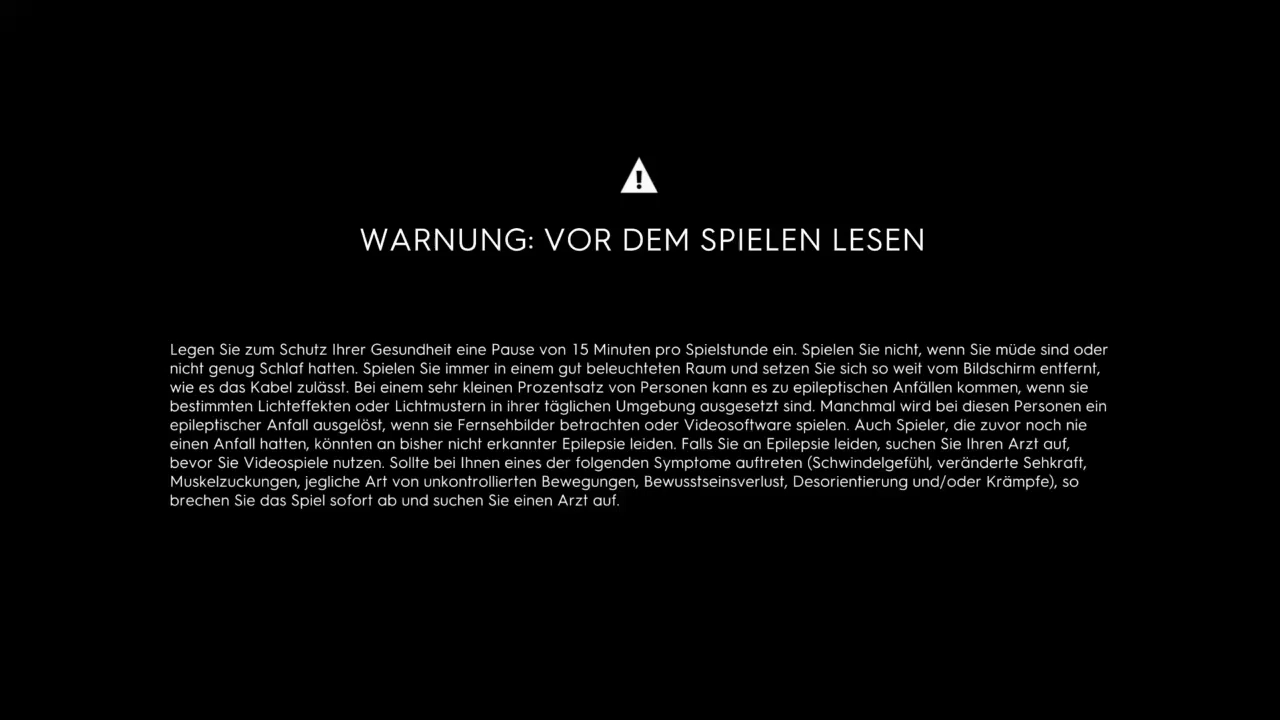 WARNUNG: VOR DEM SPIELEN LESEN
Legen Sie zum Schutz Ihrer Gesundheit eine Pause von 15 Minuten pro Spielstunde ein. Spielen Sie nicht, wenn Sie müde sind oder
nicht genug Schlaf hatten. Spielen Sie immer in einem gut beleuchteten Raum und setzen Sie sich so weit vom Bildschirm entfernt,
wie es das Kabel zulässt. Bei einem sehr kleinen Prozentsatz von Personen kann es zu epileptischen Anfällen kommen, wenn sie
bestimmten Lichteffekten oder Lichtmustern in ihrer täglichen Umgebung ausgesetzt sind. Manchmal wird bei diesen Personen ein
epileptischer Anfall ausgelöst, wenn sie Fernsehbilder betrachten oder Videosoftware spielen. Auch Spieler, die zuvor noch nie
einen Anfall hatten, könnten an bisher nicht erkannter Epilepsie leiden. Falls Sie an Epilepsie leiden, suchen Sie Ihren Arzt auf,
bevor Sie Videospiele nutzen. Sollte bei Ihnen eines der folgenden Symptome auftreten (Schwindelgefühl, veränderte Sehkraft,
Muskelzuckungen, jegliche Art von unkontrollierten Bewegungen, Bewusstseinsverlust, Desorientierung und/oder Krämpfe), so
brechen Sie das Spiel sofort ab und suchen Sie einen Arzt auf.